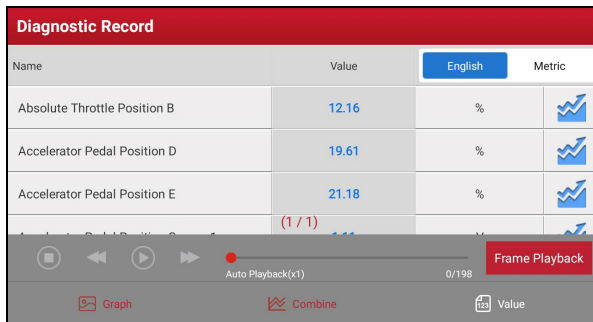 Diagnostic Record
Name Value English Metric
Absolute Throttle Position B 12.16 %
Accelerator Pedal Position D 19.61 %
Accelerator Pedal Position E 21.18 %
(1 / 1)
Auto Playback(x1) 0/198 Frame Playback
Graph Combine 123 Value